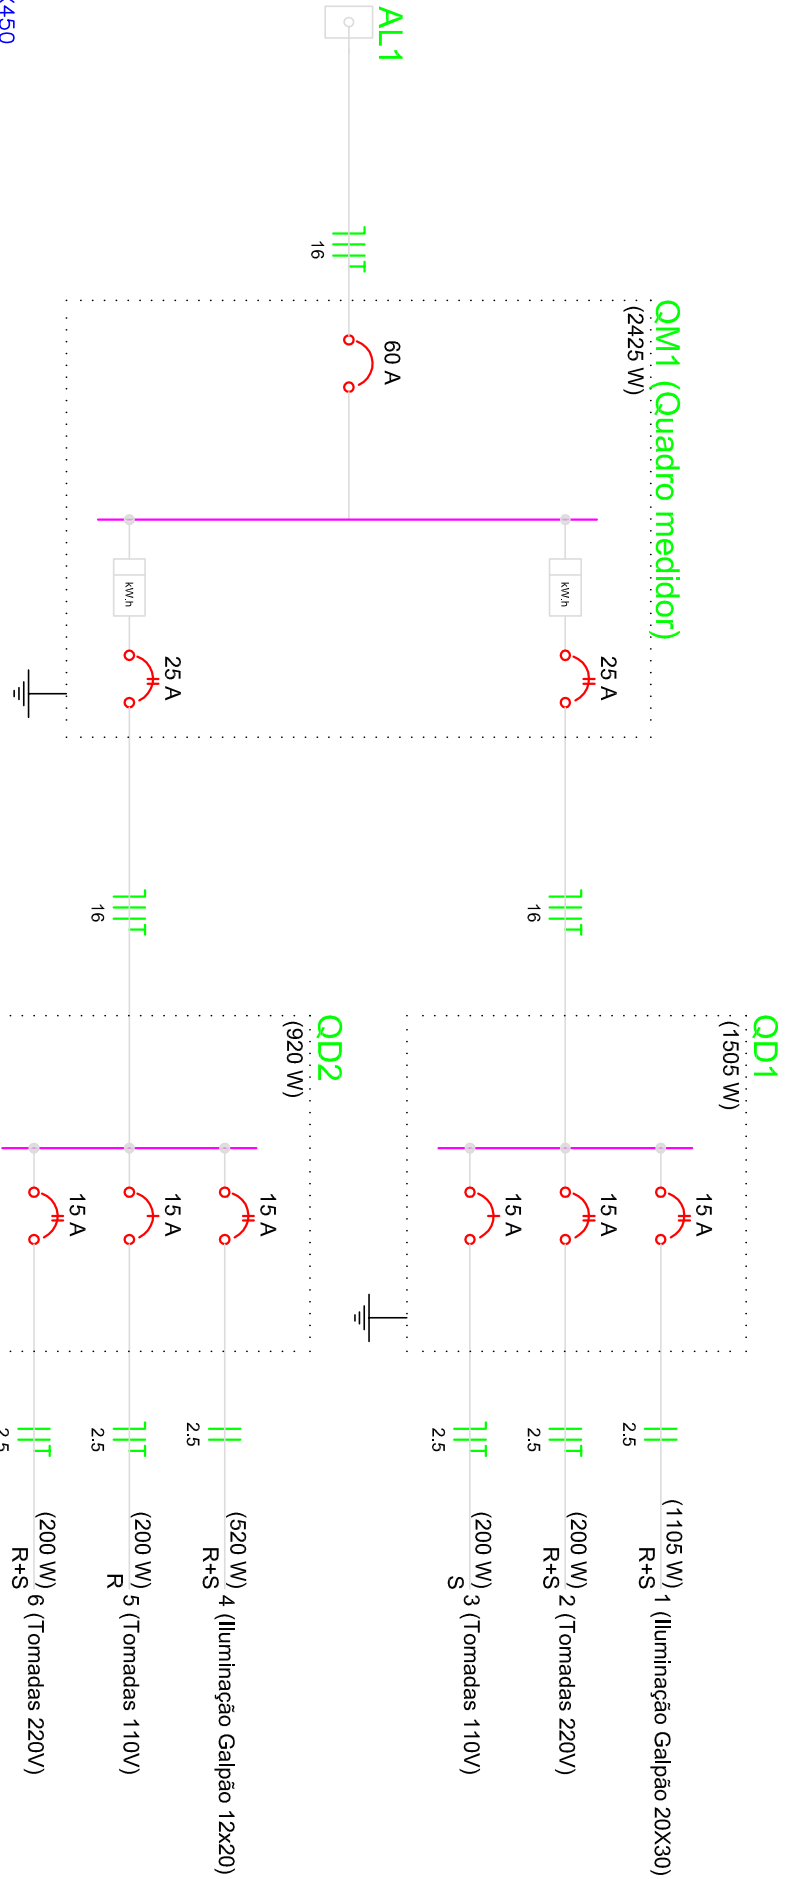 AL1
16
QM1 (Quadro medidor)
(2425 W)
60 A
kW.h
25 A
16
QD1
(1505 W)
15 A
2.5
(1105 W)
R+S
1 (Iluminação Galpão 20X30)
15 A
2.5
(200 W)
R+S
2 (Tomadas 220V)
15 A
2.5
(200 W)
S
3 (Tomadas 110V)
kW.h
25 A
16
QD2
(920 W)
15 A
2.5
(520 W)
R+S
4 (Iluminação Galpão 12x20)
15 A
2.5
(200 W)
R
5 (Tomadas 110V)
15 A
2.5
(200 W)
R+S
6 (Tomadas 220V)
X450